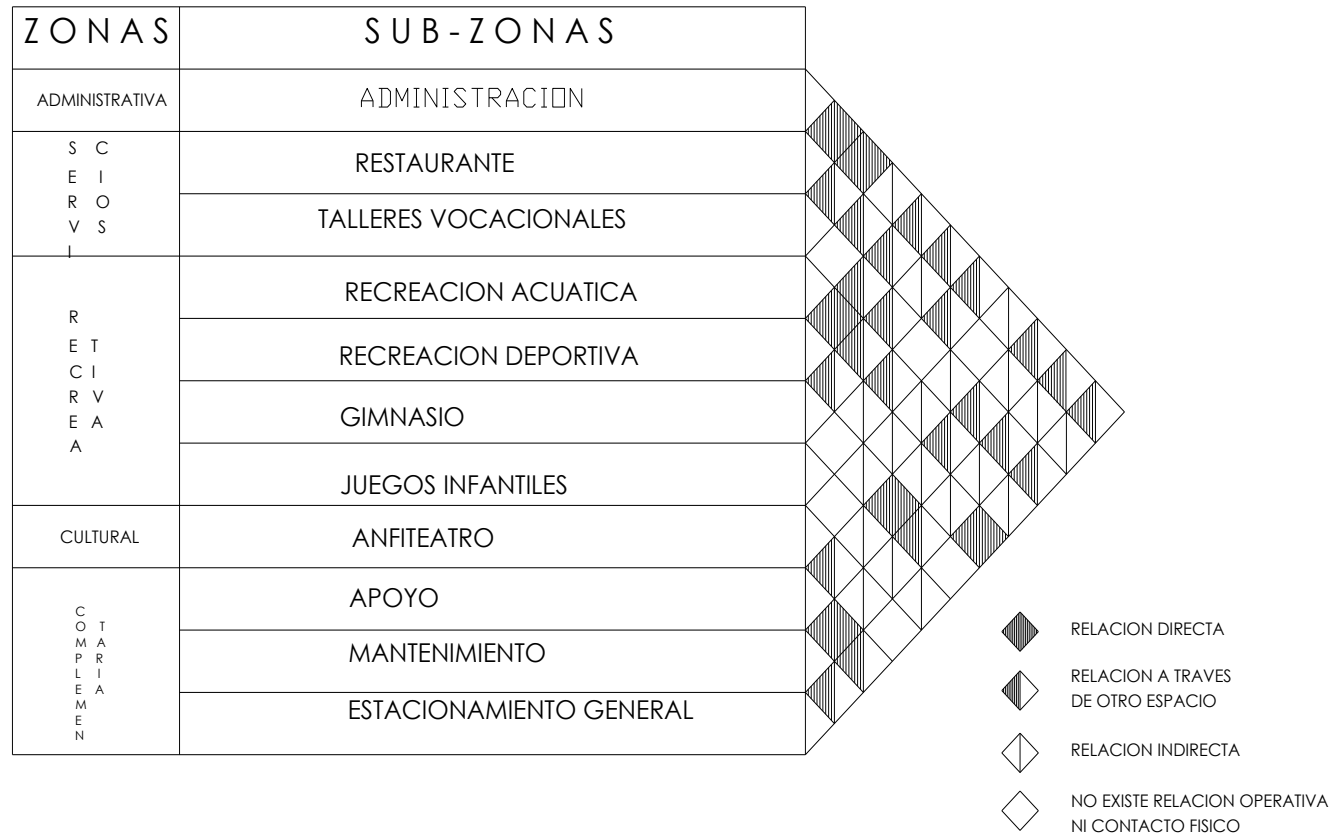 ZONAS SUB-ZONAS
ADMINISTRATIVA ADMINISTRACION
SERVICIOS
RESTAURANTE
TALLERES VOCACIONALES
RECREATIVA
RECREACION ACUATICA
RECREACION DEPORTIVA
GIMNASIO
JUEGOS INFANTILES
CULTURAL ANFITEATRO
COMPLEMENTARIA
APOYO
MANTENIMIENTO
ESTACIONAMIENTO GENERAL
RELACION DIRECTA
RELACION A TRAVES
DE OTRO ESPACIO
RELACION INDIRECTA
NO EXISTE RELACION OPERATIVA
NI CONTACTO FISICO